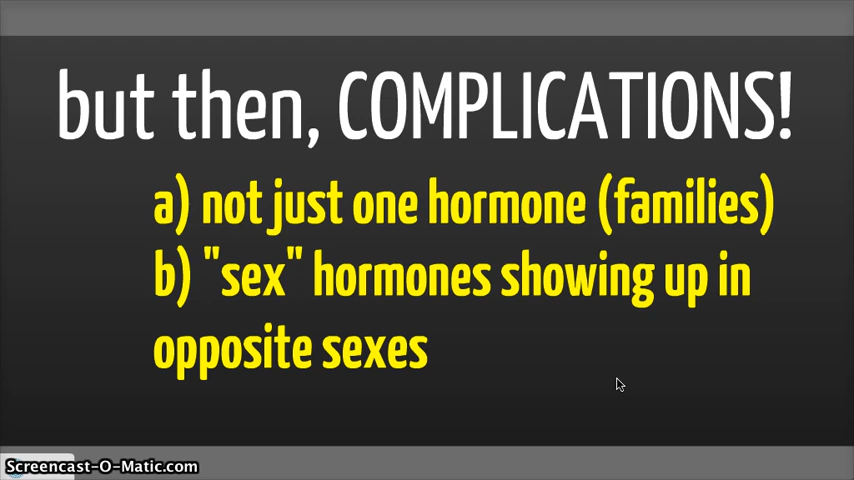 but then, COMPLICATIONS!
a) not just one hormone (families)
b) "sex" hormones showing up in
opposite sexes
Screencast-O-Matic.com